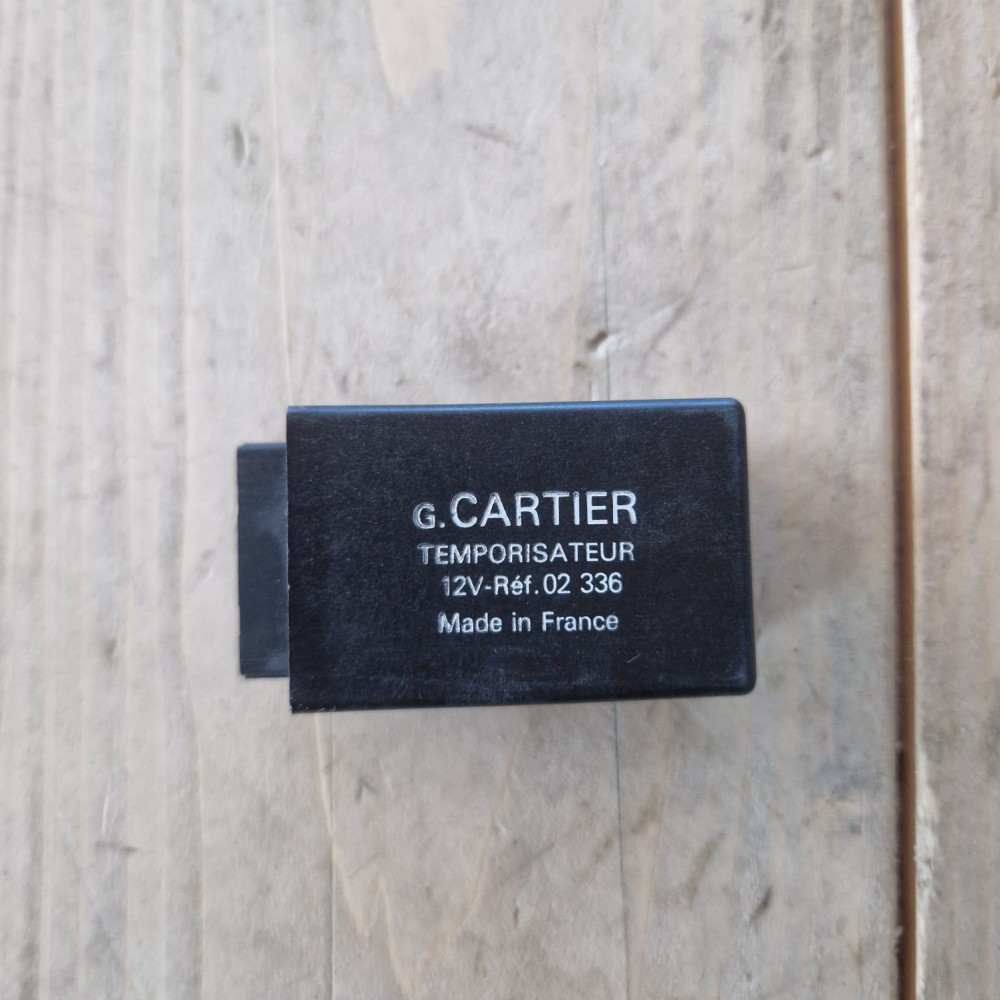 G. CARTIER
TEMPORISATEUR
12V-Réf. 02 336
Made in France